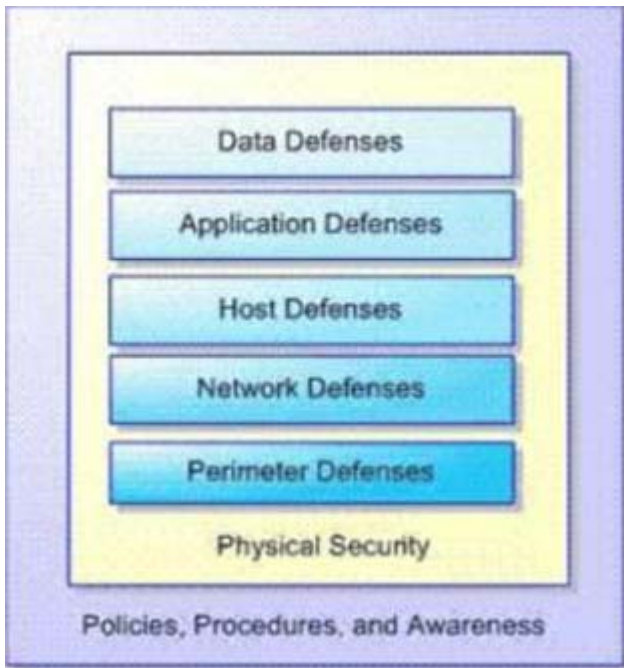 Data Defenses
Application Defenses
Host Defenses
Network Defenses
Perimeter Defenses
Physical Security
Policies, Procedures, and Awareness